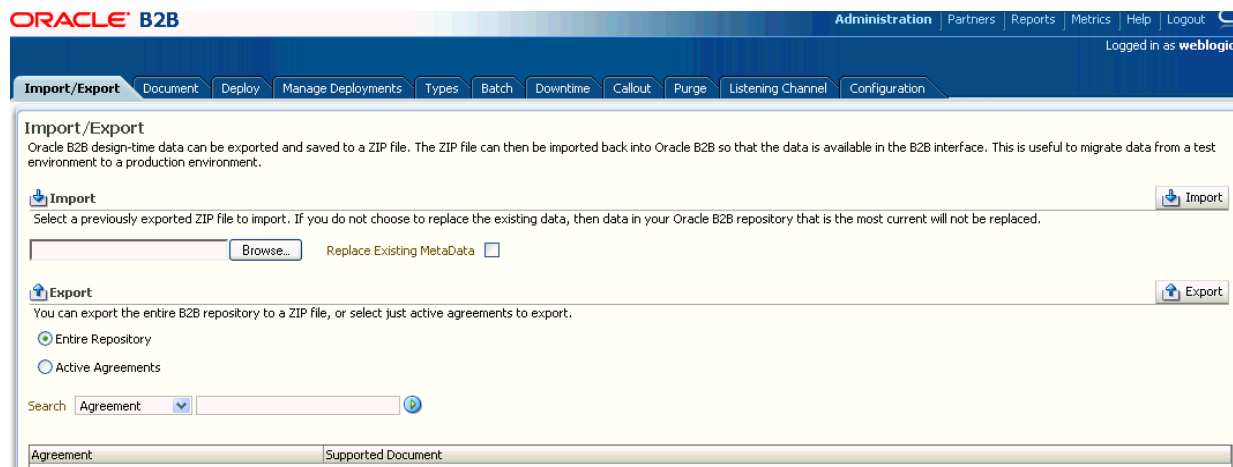 ORACLE B2B
Administration Partners Reports Metrics Help Logout
Logged in as weblogic
Import/Export Document Deploy Manage Deployments Types Batch Downtime Callout Purge Listening Channel Configuration
Import/Export
Oracle B2B design-time data can be exported and saved to a ZIP file. The ZIP file can then be imported back into Oracle B2B so that the data is available in the B2B interface. This is useful to migrate data from a test
environment to a production environment.
Import Import
Select a previously exported ZIP file to import. If you do not choose to replace the existing data, then data in your Oracle B2B repository that is the most current will not be replaced.
Browse... Replace Existing MetaData
Export Export
You can export the entire B2B repository to a ZIP file, or select just active agreements to export.
Entire Repository
Active Agreements
Search Agreement
Agreement Supported Document